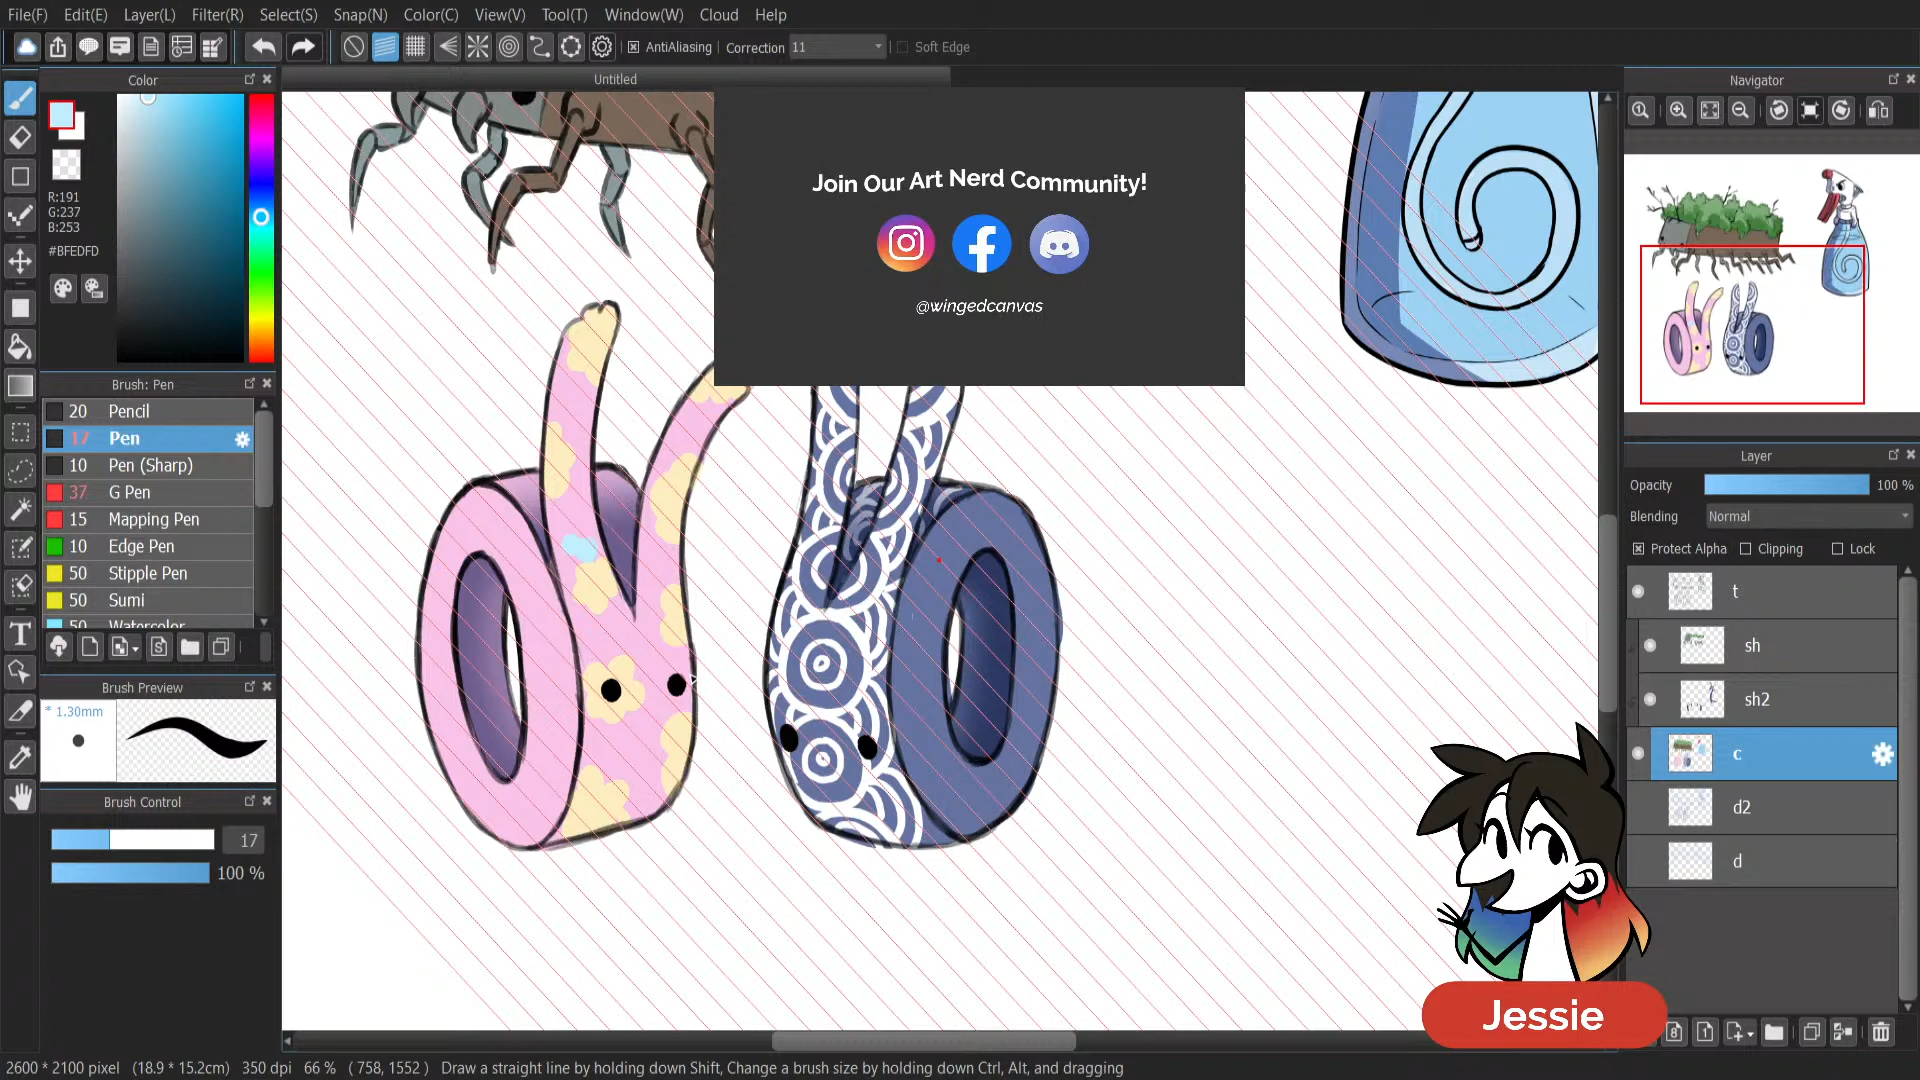 File(F) Edit(E) Layer(L) Filter(R) Select(S) Snap(N) Color(C) View(V) Tool(T) Window(W) Cloud Help
AntiAliasing Correction 11 Soft Edge
Color
Untitled
Navigator
R:191
G:237
B:253
#BFEDFD
Join Our Art Nerd Community!
@wingedcanvas
Brush: Pen
20 Pencil
17 Pen
10 Pen (Sharp)
37 G Pen
15 Mapping Pen
10 Edge Pen
50 Stipple Pen
50 Sumi
50 Watercolor
Brush Preview
* 1.30mm
Brush Control
17
100 %
Layer
Opacity 100 %
Blending Normal
Protect Alpha Clipping Lock
t
sh
sh2
c
d2
d
Jessie
2600 * 2100 pixel (18.9 * 15.2cm) 350 dpi 66 % ( 758, 1552 ) Draw a straight line by holding down Shift, Change a brush size by holding down Ctrl, Alt, and dragging